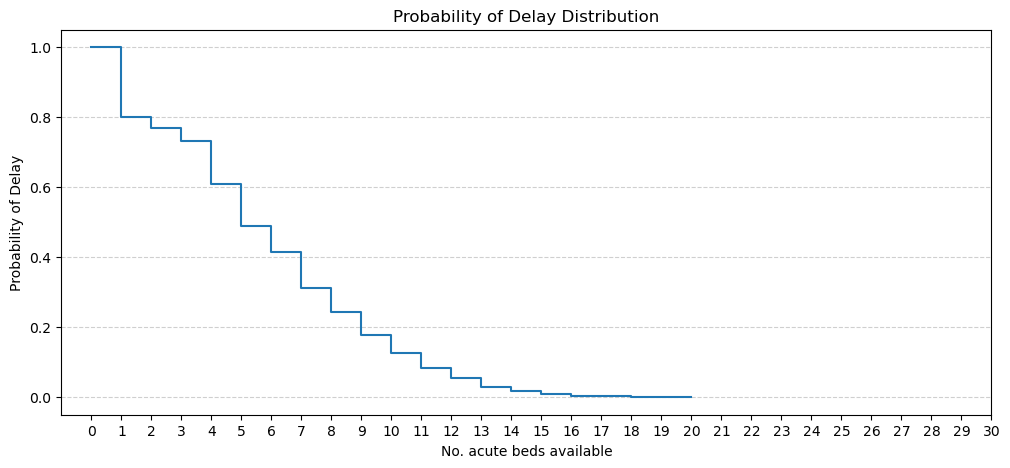 Probability of Delay Distribution
Probability of Delay
1.0
0.8
0.6
0.4
0.2
0.0
0 1 2 3 4 5 6 7 8 9 10 11 12 13 14 15 16 17 18 19 20 21 22 23 24 25 26 27 28 29 30
No. acute beds available